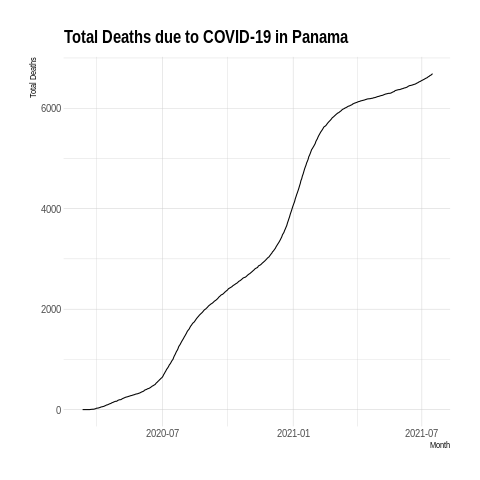 Total Deaths due to COVID-19 in Panama
Total Deaths
6000
4000
2000
0
2020-07 2021-01 2021-07
Month